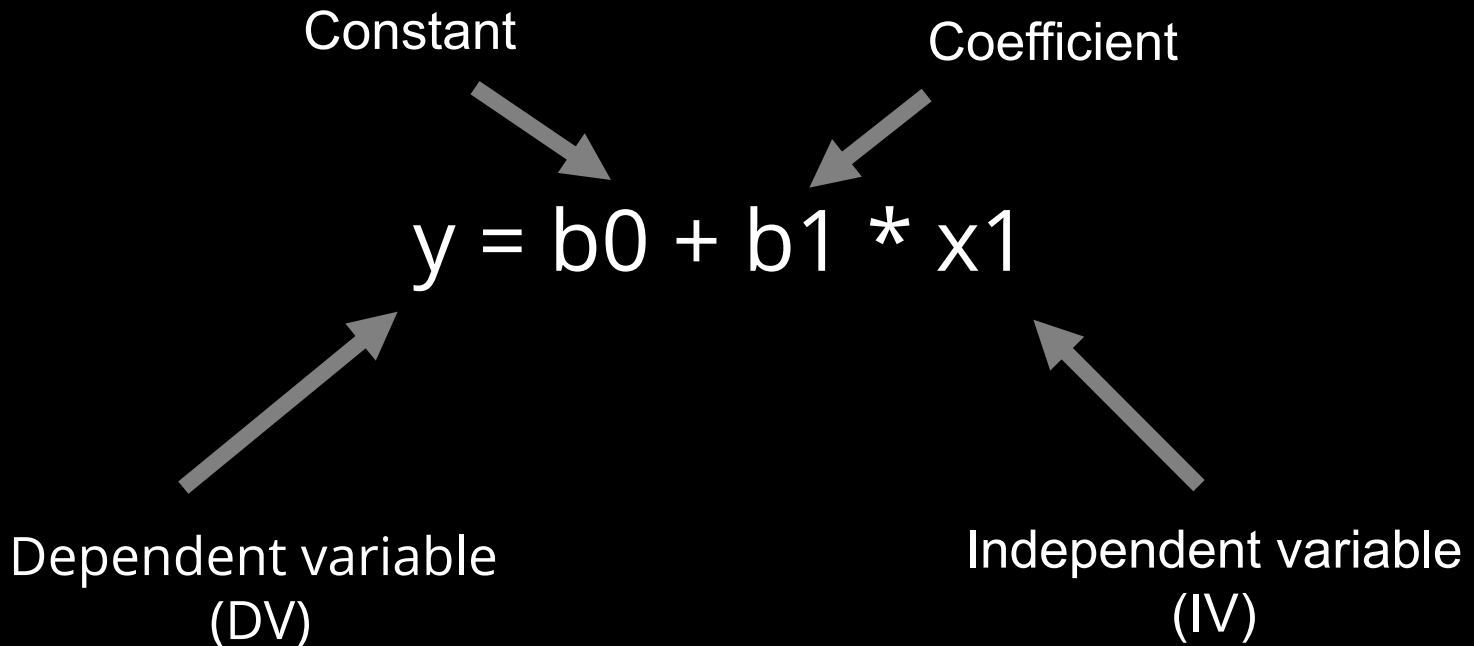 Constant
Coefficient
y = b0 + b1 * x1
Dependent variable
(DV)
Independent variable
(IV)